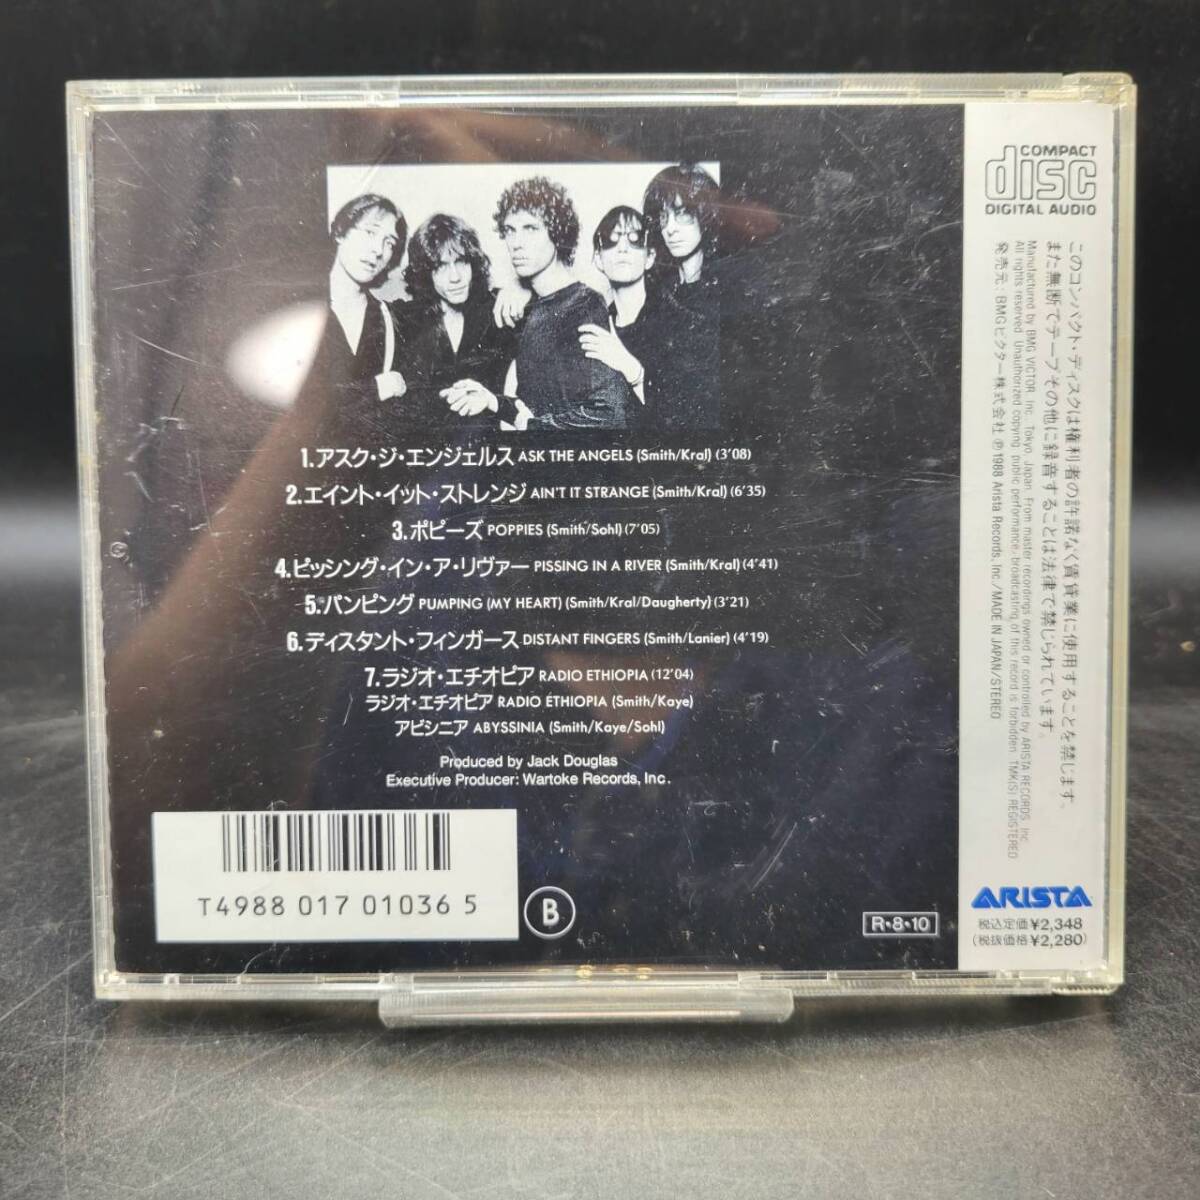 1.アスク・ジ・エンジェルス ASK THE ANGELS (Smith/Kral) (3'08)
2.エイント・イット・ストレンジ AIN'T IT STRANGE (Smith/Kral) (6'35)
3.ポピーズ POPPIES (Smith/Sohl) (7'05)
4.ピッシング・イン・ア・リヴァー PISSING IN A RIVER (Smith/Kral) (4'41)
5.パンピング PUMPING (MY HEART) (Smith/Kral/Daugherty) (3'21)
6.ディスタント・フィンガース DISTANT FINGERS (Smith/Lanier) (4'19)
7.ラジオ・エチオピア RADIO ETHIOPIA (12'04)
ラジオ・エチオピア RADIO ETHIOPIA (Smith/Kaye)
アビシニア ABYSSINIA (Smith/Kaye/Sohl)
Produced by Jack Douglas
Executive Producer: Wartoke Records, Inc.
T4988 017 01036 5
B
R・8・10
COMPACT
disc
DIGITAL AUDIO
このコンパクト・ディスクは権利者の許諾なく賃貸業に使用することを禁じます。
また無断でテープその他に録音することは法律で禁じられています。
Manufactured by BMG VICTOR Inc. Tokyo, Japan. From master recordings owned or controlled by ARISTA RECORDS Inc.
All rights reserved. Unauthorized copying public performance, broadcasting of this record is forbidden. TMK(S) REGISTERED
発売元：BMGビクター株式会社 ℗1988 Arista Records, Inc./MADE IN JAPAN/STEREO
ARISTA
税込定価¥2,348
(税抜価格¥2,280)